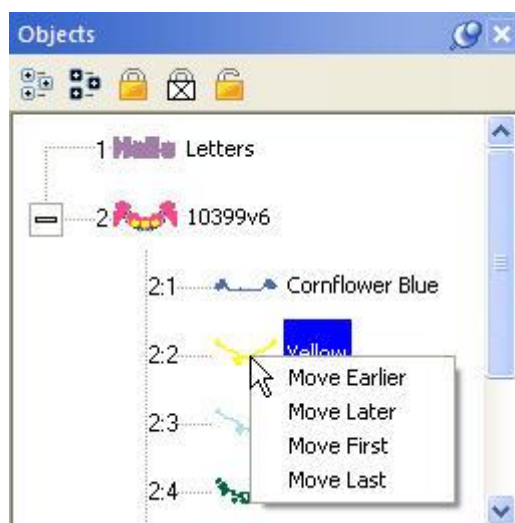 Objects
1 Hello Letters
2 10399v6
2:1 Cornflower Blue
2:2 Yellow
Move Earlier
Move Later
2:3
Move First
Move Last
2:4